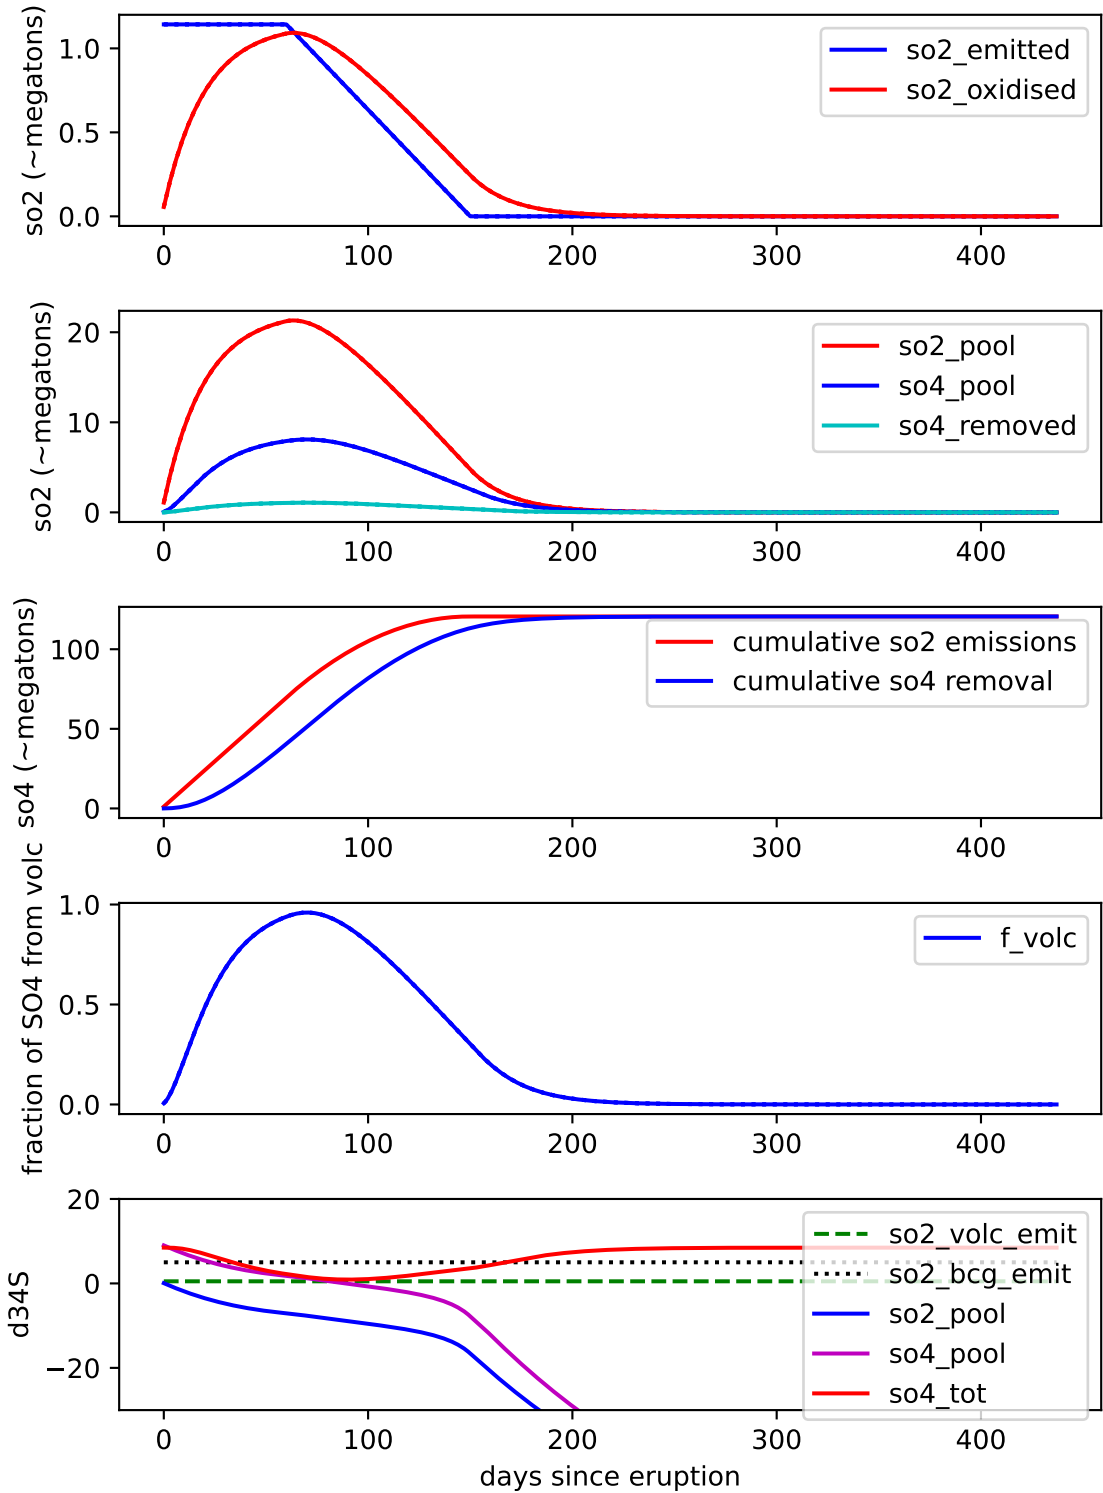 so2 (~megatons)
1.0
0.5
0.0
so2_emitted
so2_oxidised
0 100 200 300 400
so2 (~megatons)
20
10
0
so2_pool
so4_pool
so4_removed
0 100 200 300 400
so4 (~megatons)
100
50
0
cumulative so2 emissions
cumulative so4 removal
0 100 200 300 400
fraction of SO4 from volc
1.0
0.5
0.0
f_volc
0 100 200 300 400
d34S
20
0
−20
so2_volc_emit
so2_bcg_emit
so2_pool
so4_pool
so4_tot
0 100 200 300 400
days since eruption